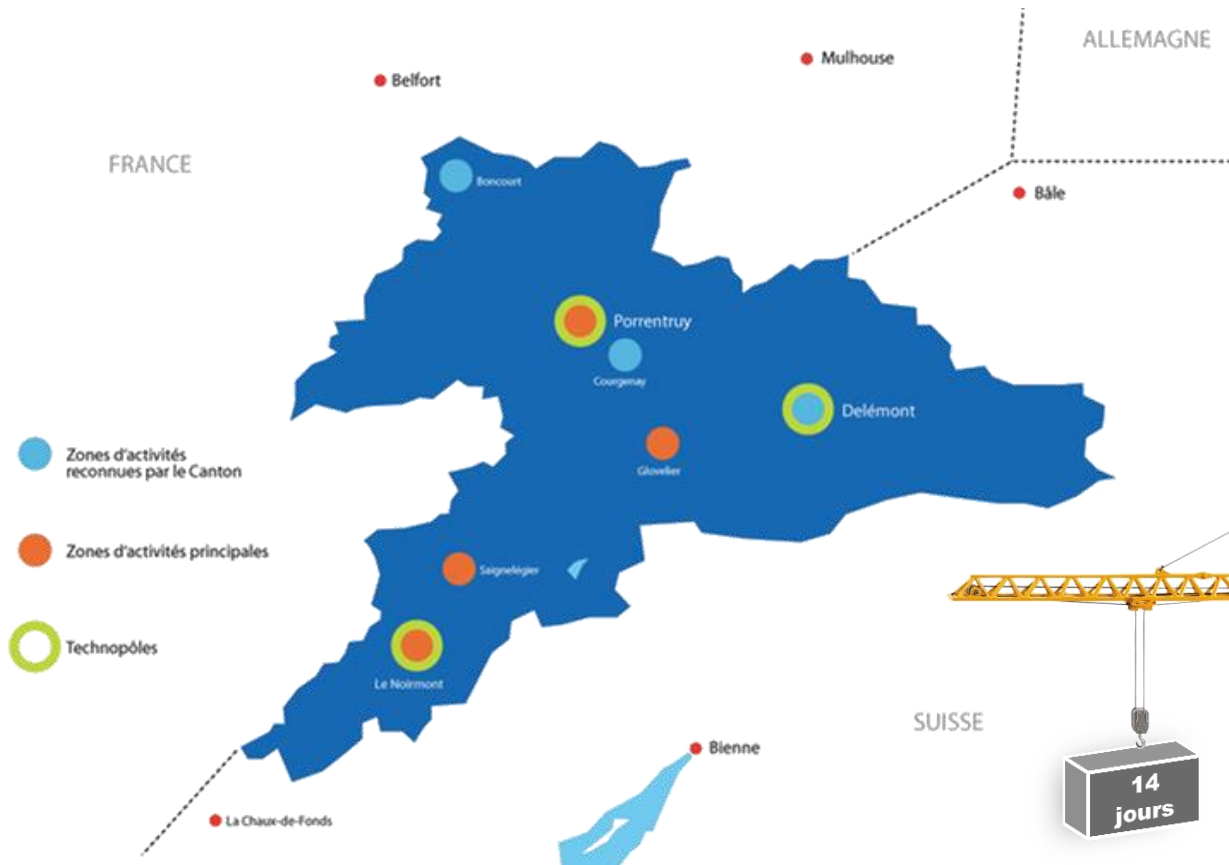 ALLEMAGNE
Mulhouse
Belfort
FRANCE
Bâle
Boncourt
Porrentruy
Courgenay
Delémont
Glovelier
Zones d'activités
reconnues par le Canton
Zones d'activités principales
Saignelégier
Technopôles
Le Noirmont
SUISSE
Bienne
14
jours
La Chaux-de-Fonds